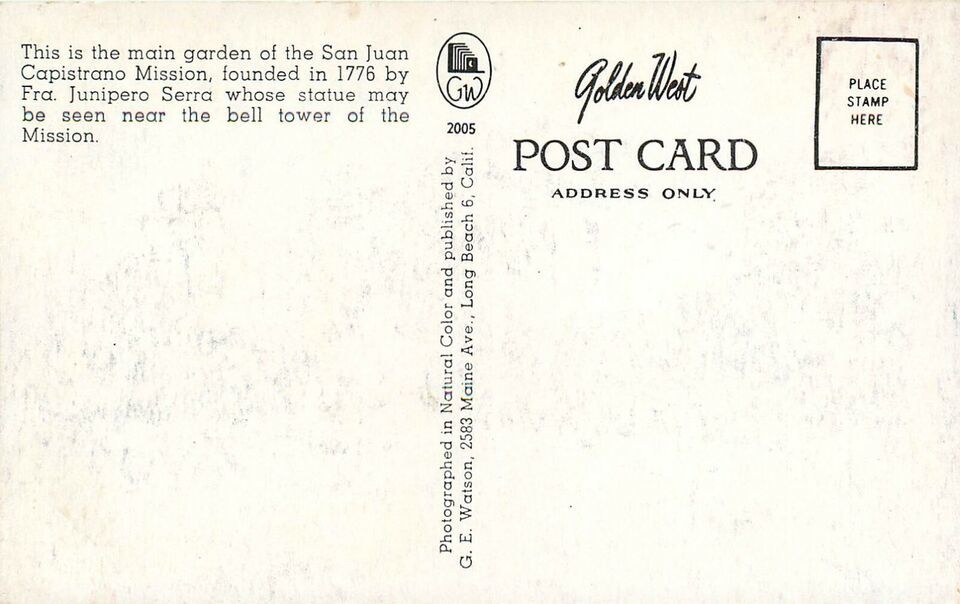 This is the main garden of the San Juan
Capistrano Mission, founded in 1776 by
Fra. Junipero Serra whose statue may
be seen near the bell tower of the
Mission.
GW
2005
Photographed in Natural Color and published by
G. E. Watson, 2583 Maine Ave., Long Beach 6, Calif.
Golden West
POST CARD
ADDRESS ONLY
PLACE
STAMP
HERE